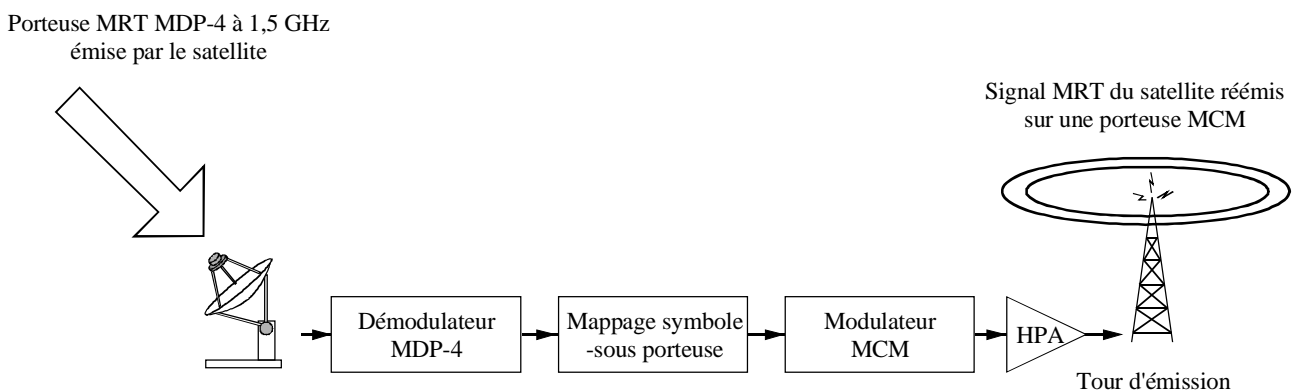 Porteuse MRT MDP-4 à 1,5 GHz
émise par le satellite
Signal MRT du satellite réémis
sur une porteuse MCM
Démodulateur
MDP-4
Mappage symbole
-sous porteuse
Modulateur
MCM
HPA
Tour d'émission